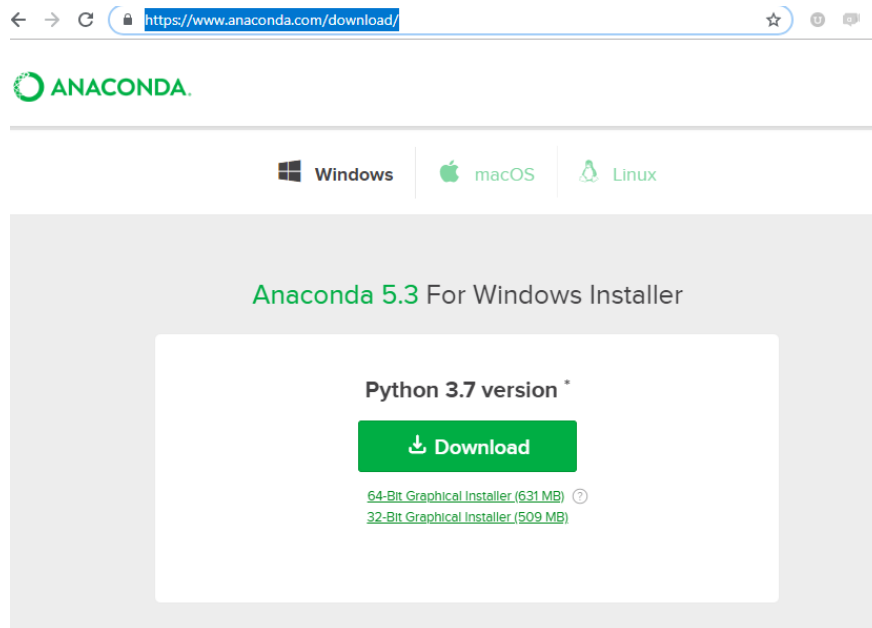 https://www.anaconda.com/download/
ANACONDA.
Windows macOS Linux
Anaconda 5.3 For Windows Installer
Python 3.7 version *
Download
64-Bit Graphical Installer (631 MB) ?
32-Bit Graphical Installer (509 MB)